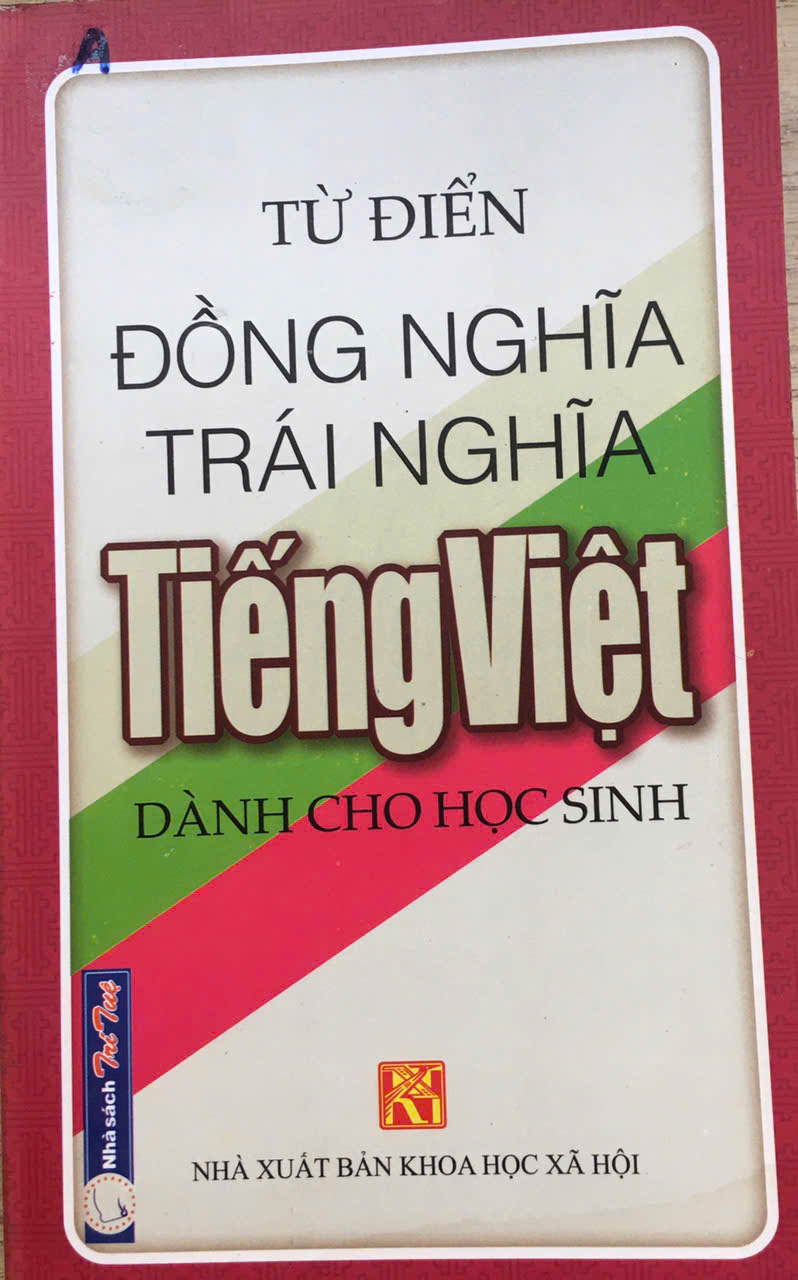 TỪ ĐIỂN
ĐỒNG NGHĨA
TRÁI NGHĨA
Tiếng Việt
DÀNH CHO HỌC SINH
Nhà sách Trí Tuệ
NHÀ XUẤT BẢN KHOA HỌC XÃ HỘI